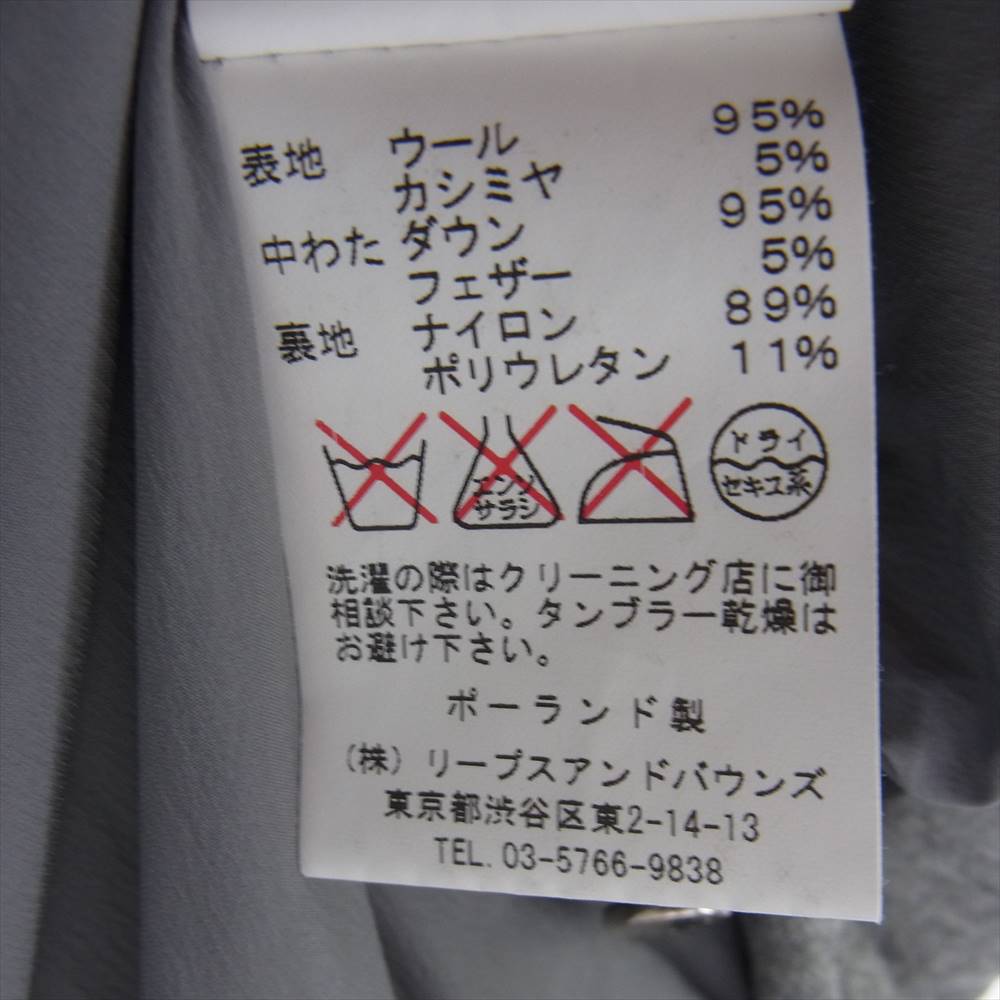 表地 ウール 95%
カシミヤ 5%
中わた ダウン 95%
フェザー 5%
裏地 ナイロン 89%
ポリウレタン 11%
エンソ
サラシ
ドライ
セキユ系
洗濯の際はクリーニング店に御
相談下さい。タンブラー乾燥は
お避け下さい。
ポーランド製
(株)リープスアンドバウンズ
東京都渋谷区東2-14-13
TEL.03-5766-9838